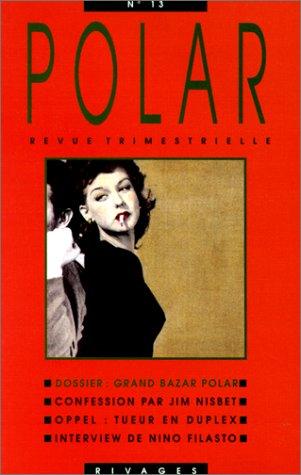 N° 13
POLAR
REVUE TRIMESTRIELLE
■ DOSSIER : GRAND BAZAR POLAR ■
■ CONFESSION PAR JIM NISBET ■
■ OPPEL : TUEUR EN DUPLEX ■
■ INTERVIEW DE NINO FILASTO ■
RIVAGES